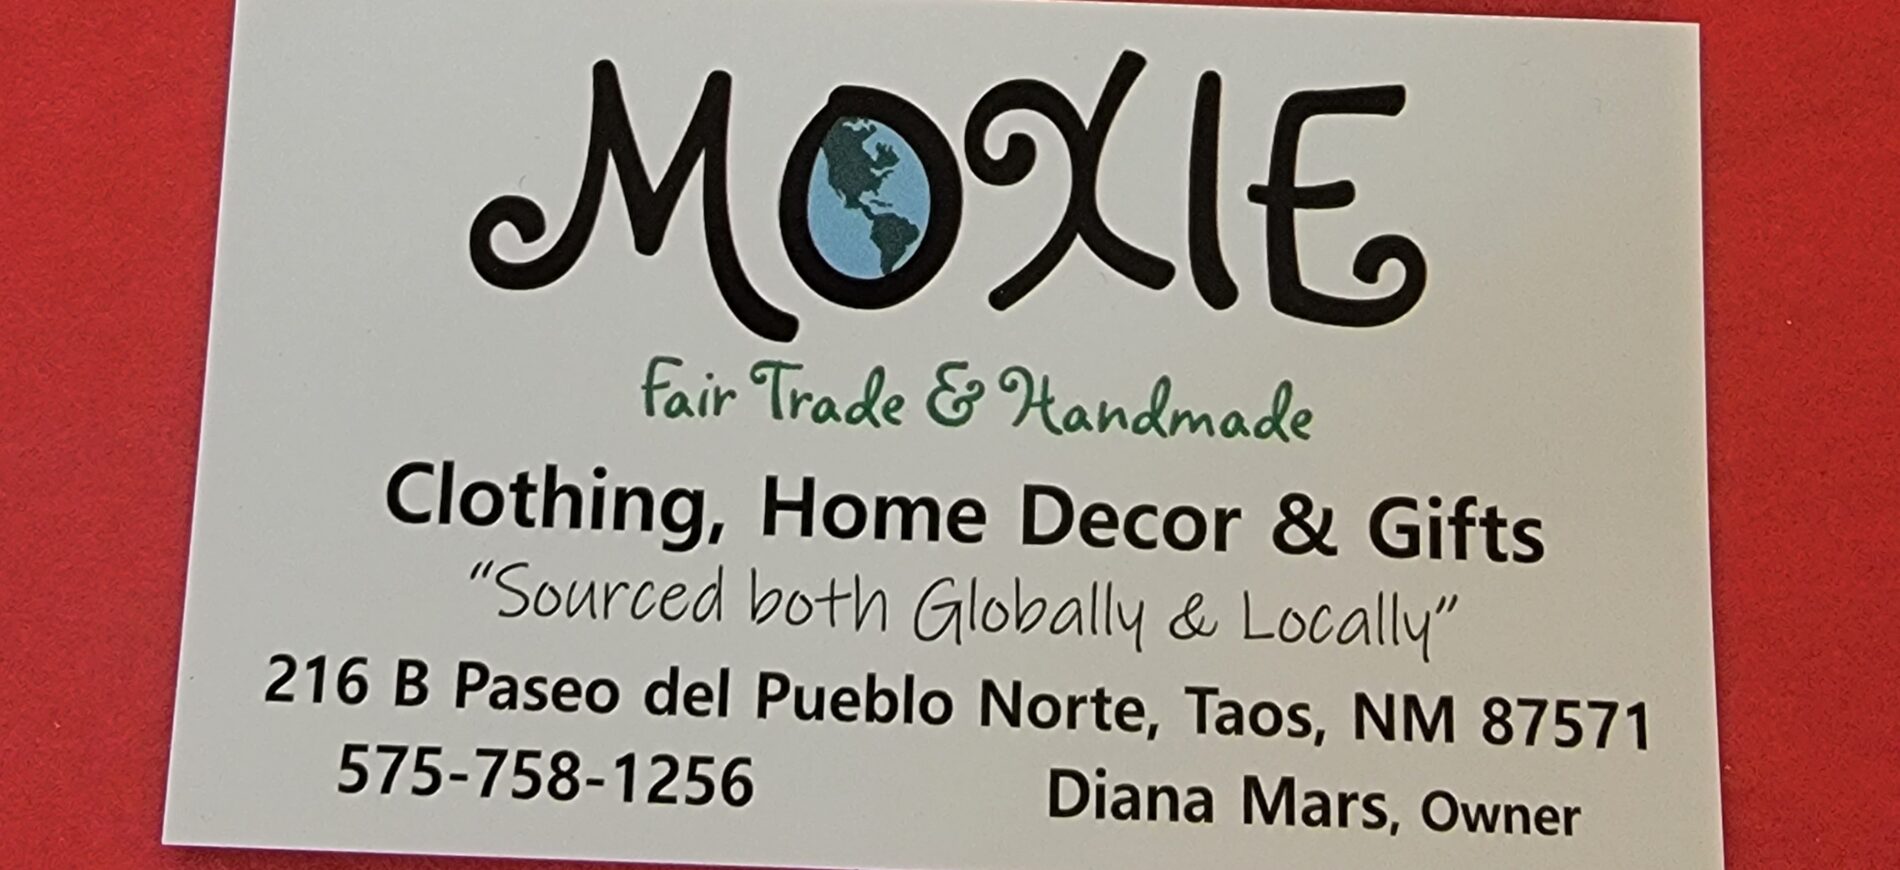 MOXIE
Fair Trade & Handmade
Clothing, Home Decor & Gifts
"Sourced both Globally & Locally"
216 B Paseo del Pueblo Norte, Taos, NM 87571
575-758-1256 Diana Mars, Owner